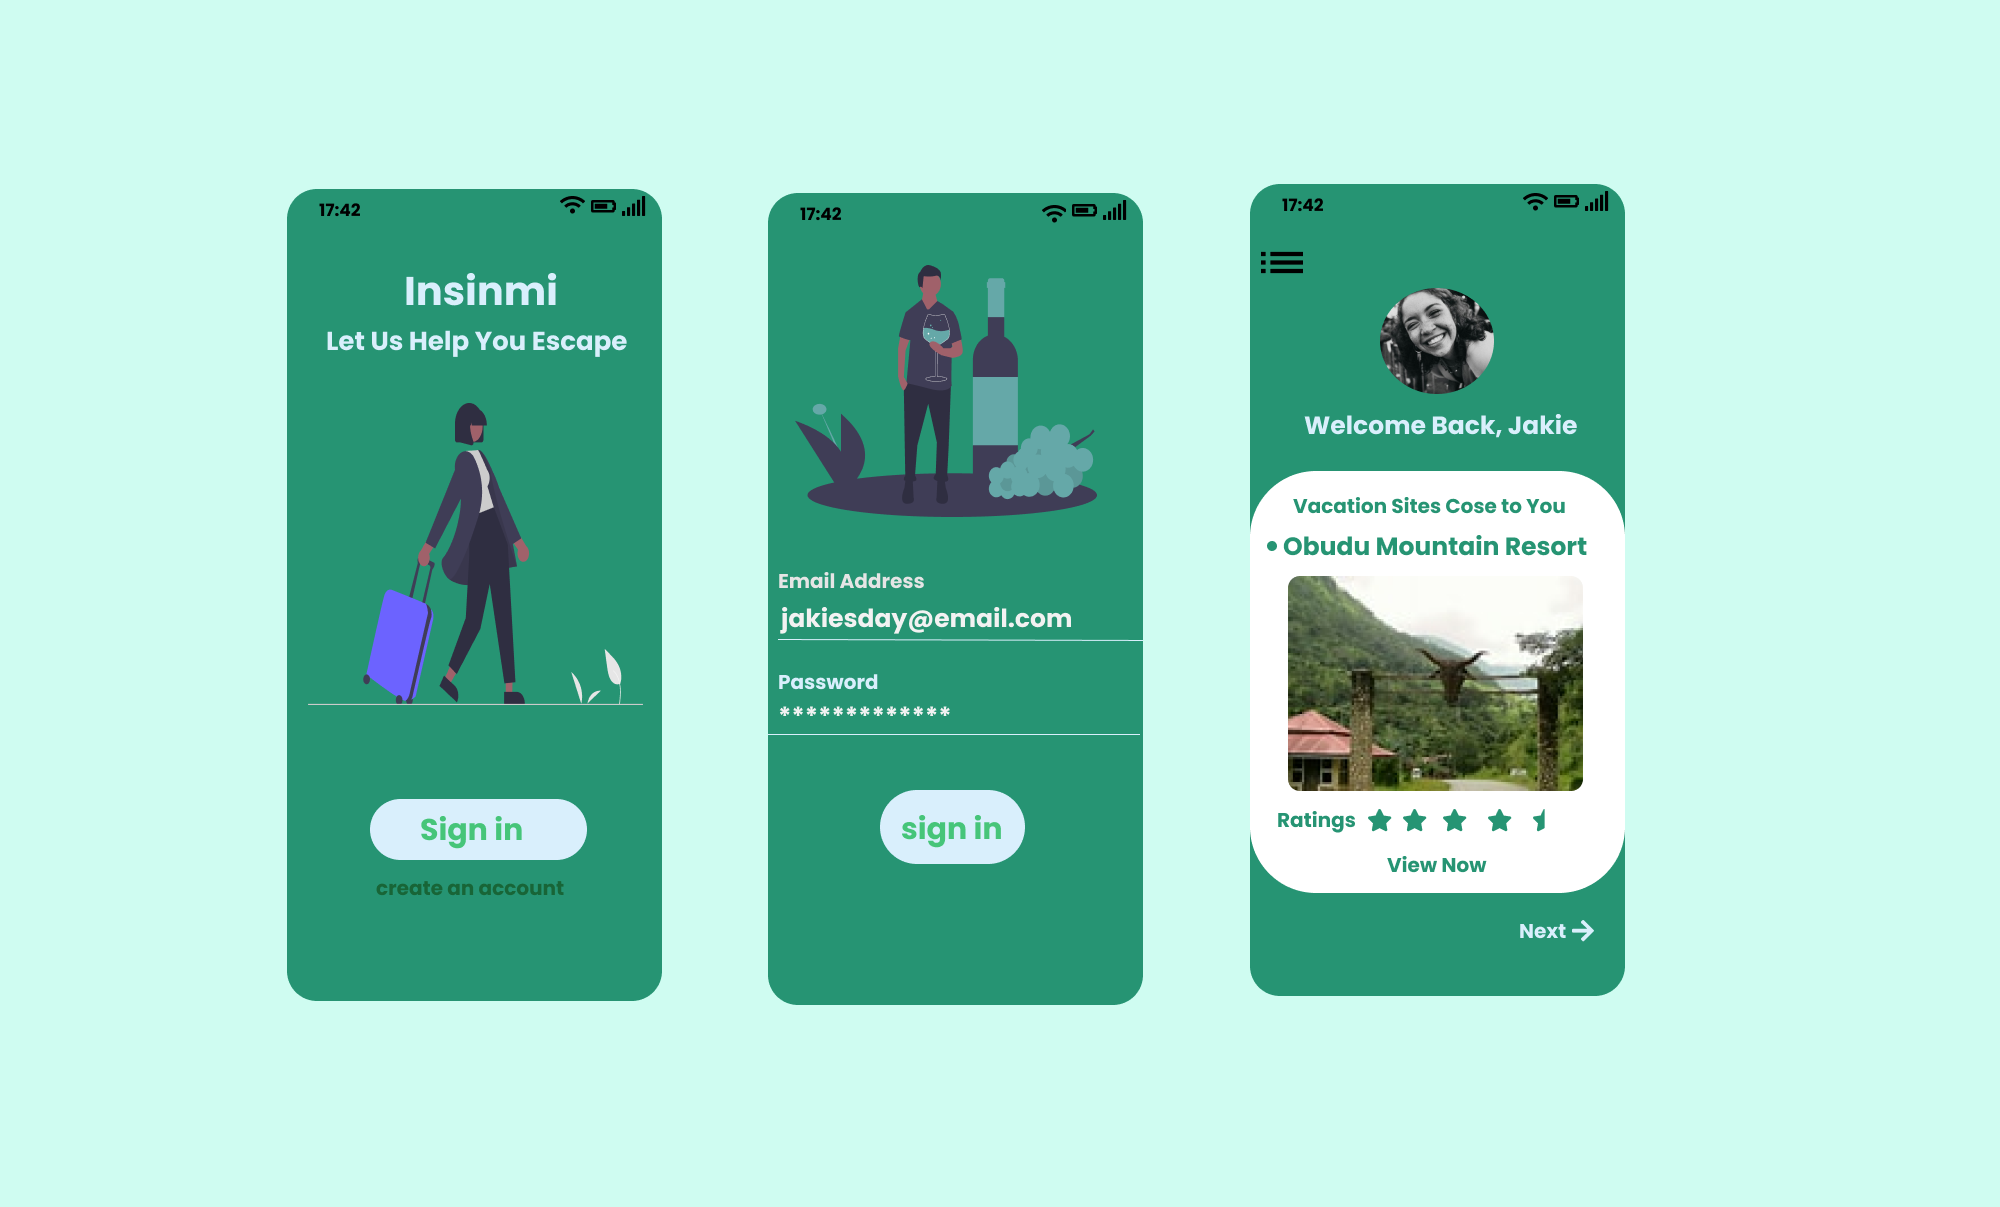 17:42
Insinmi
Let Us Help You Escape
Sign in
create an account
17:42
Email Address
jakiesday@email.com
Password
*************
sign in
17:42
Welcome Back, Jakie
Vacation Sites Cose to You
• Obudu Mountain Resort
Ratings
View Now
Next